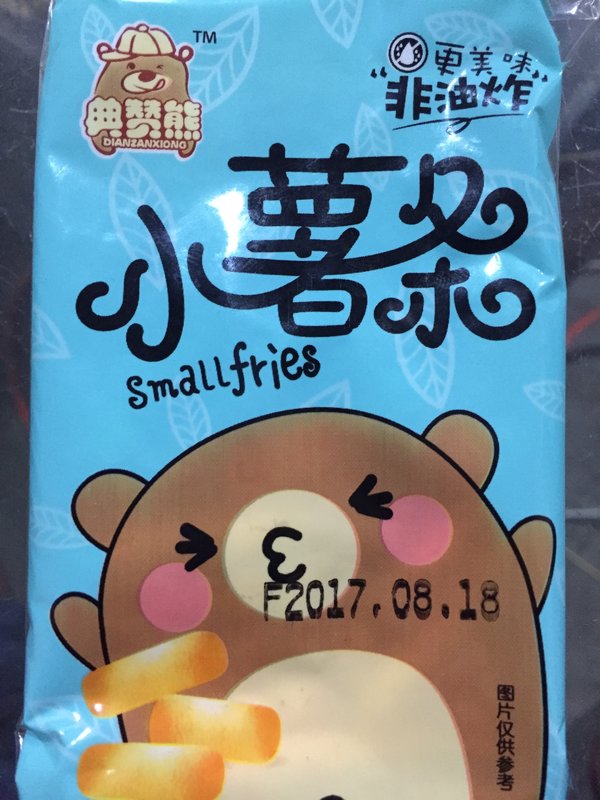 TM
典赞熊
DIANZANXIONG
更美味
“非油炸”
小薯条
smallfries
F2017.08.18
图片仅供参考